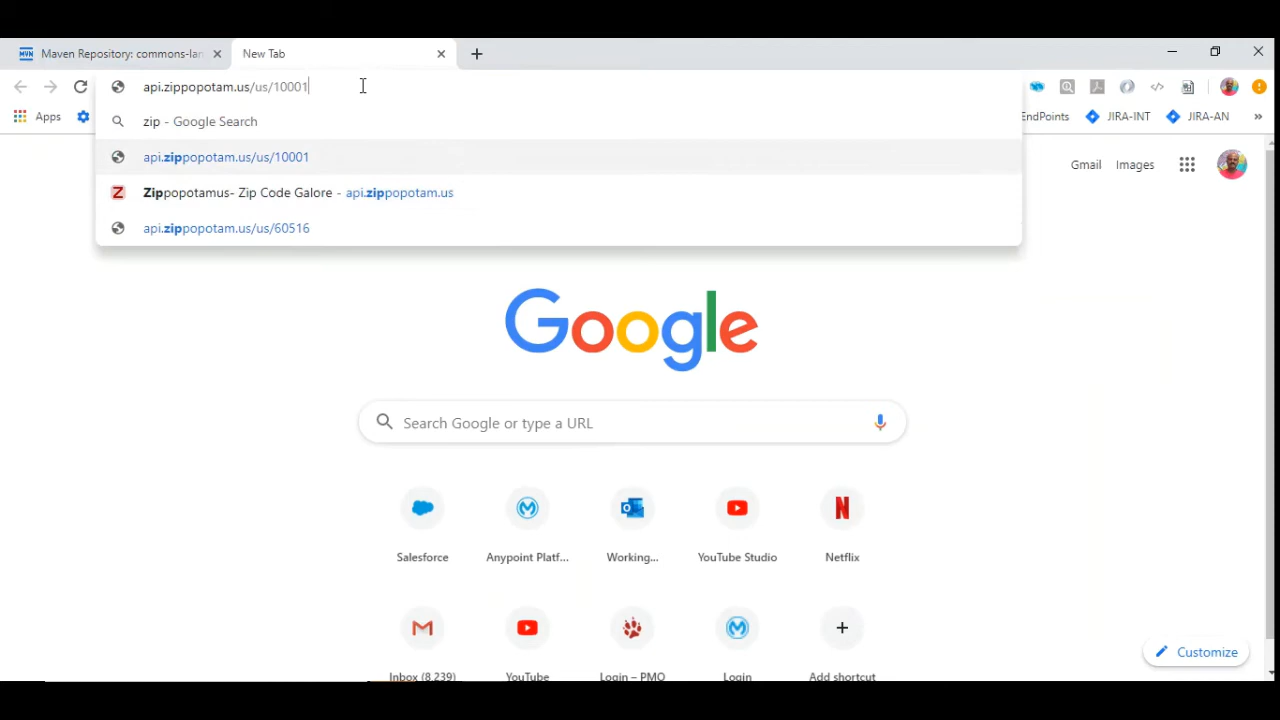 Maven Repository: commons-lan
New Tab
api.zippopotam.us/us/10001
zip - Google Search
api.zippopotam.us/us/10001
Zippopotamus- Zip Code Galore - api.zippopotam.us
api.zippopotam.us/us/60516
Apps
EndPoints
JIRA-INT
JIRA-AN
»
Gmail Images
Google
Search Google or type a URL
Salesforce
Anypoint Platf...
Working...
YouTube Studio
Netflix
Inbox (8,239)
YouTube
Login – PMO
Login
Add shortcut
Customize